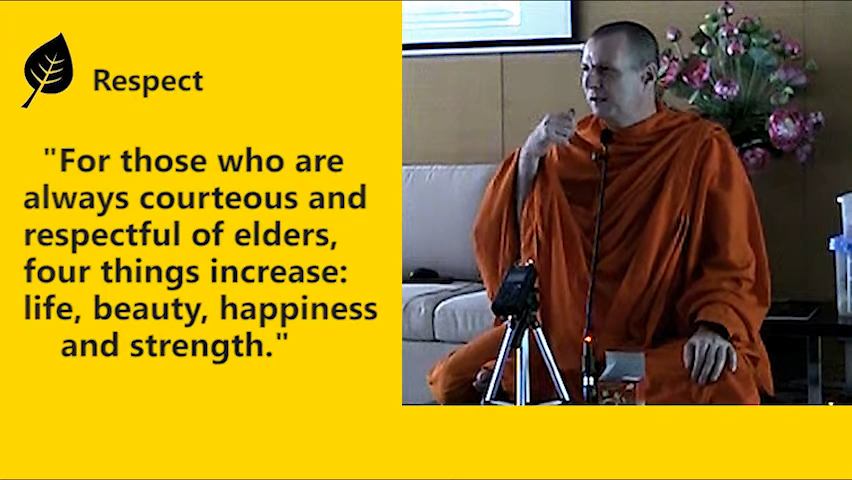 Respect
"For those who are
always courteous and
respectful of elders,
four things increase:
life, beauty, happiness
and strength."